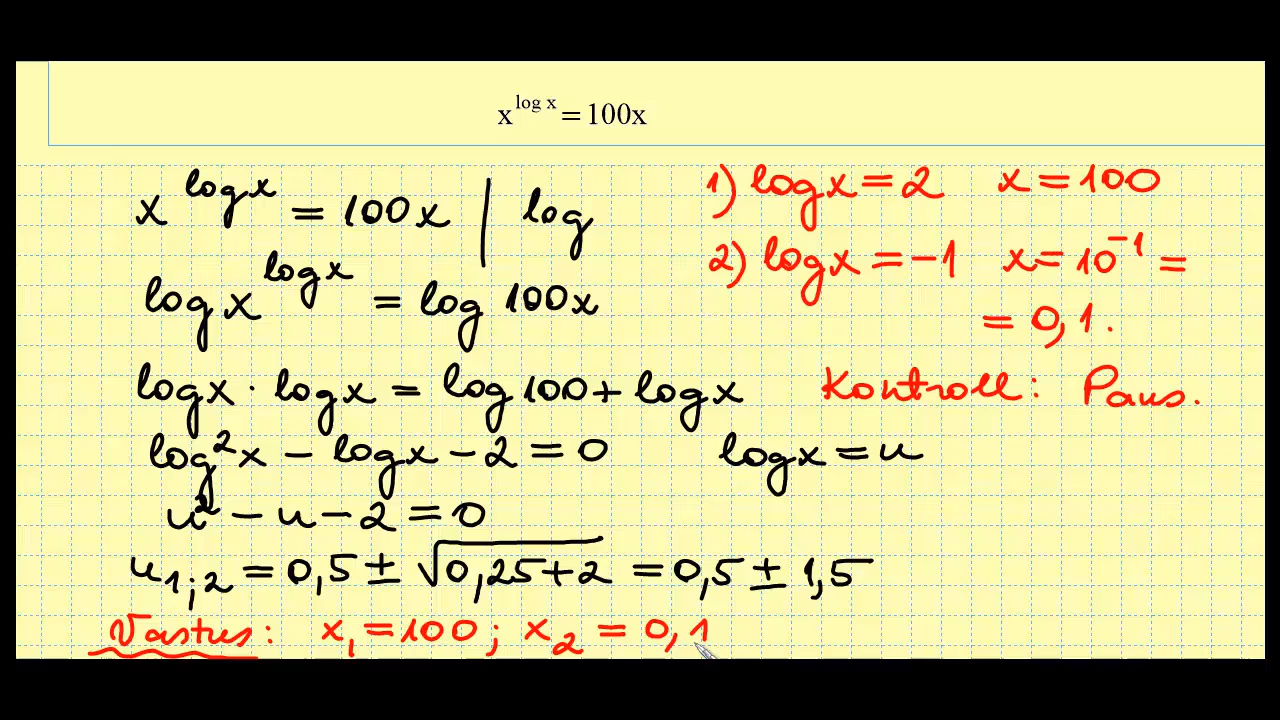 x^(log x) = 100x
x^(log x) = 100x | log
log x^(log x) = log 100x
log x · log x = log 100 + log x
log²x − log x − 2 = 0 log x = u
u² − u − 2 = 0
u₁;₂ = 0,5 ± √(0,25+2) = 0,5 ± 1,5
1) log x = 2 x = 100
2) log x = −1 x = 10⁻¹ =
= 0,1.
Kontroll: Paus.
Vastus: x₁ = 100; x₂ = 0,1